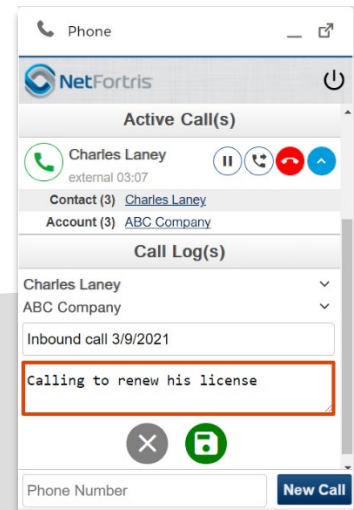 Phone
NetFortris
Active Call(s)
Charles Laney
external 03:07
Contact (3) Charles Laney
Account (3) ABC Company
Call Log(s)
Charles Laney
ABC Company
Inbound call 3/9/2021
Calling to renew his license
Phone Number New Call